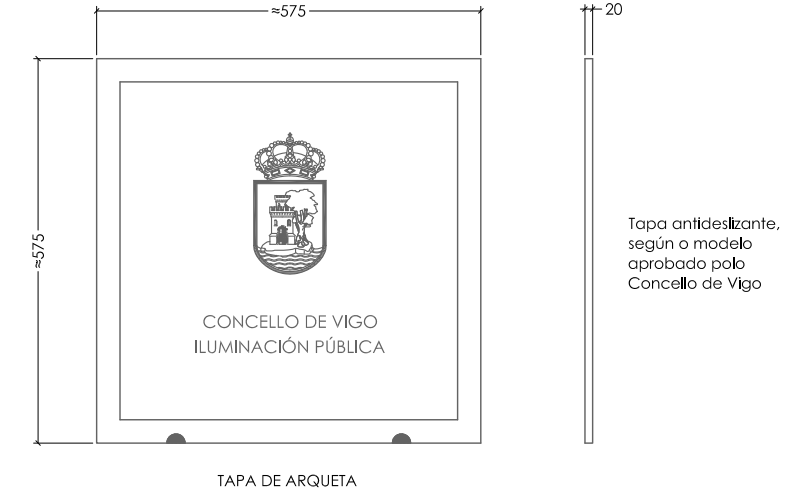 ≈575
20
≈575
Tapa antideslizante,
según o modelo
aprobado polo
Concello de Vigo
CONCELLO DE VIGO
ILUMINACIÓN PÚBLICA
TAPA DE ARQUETA